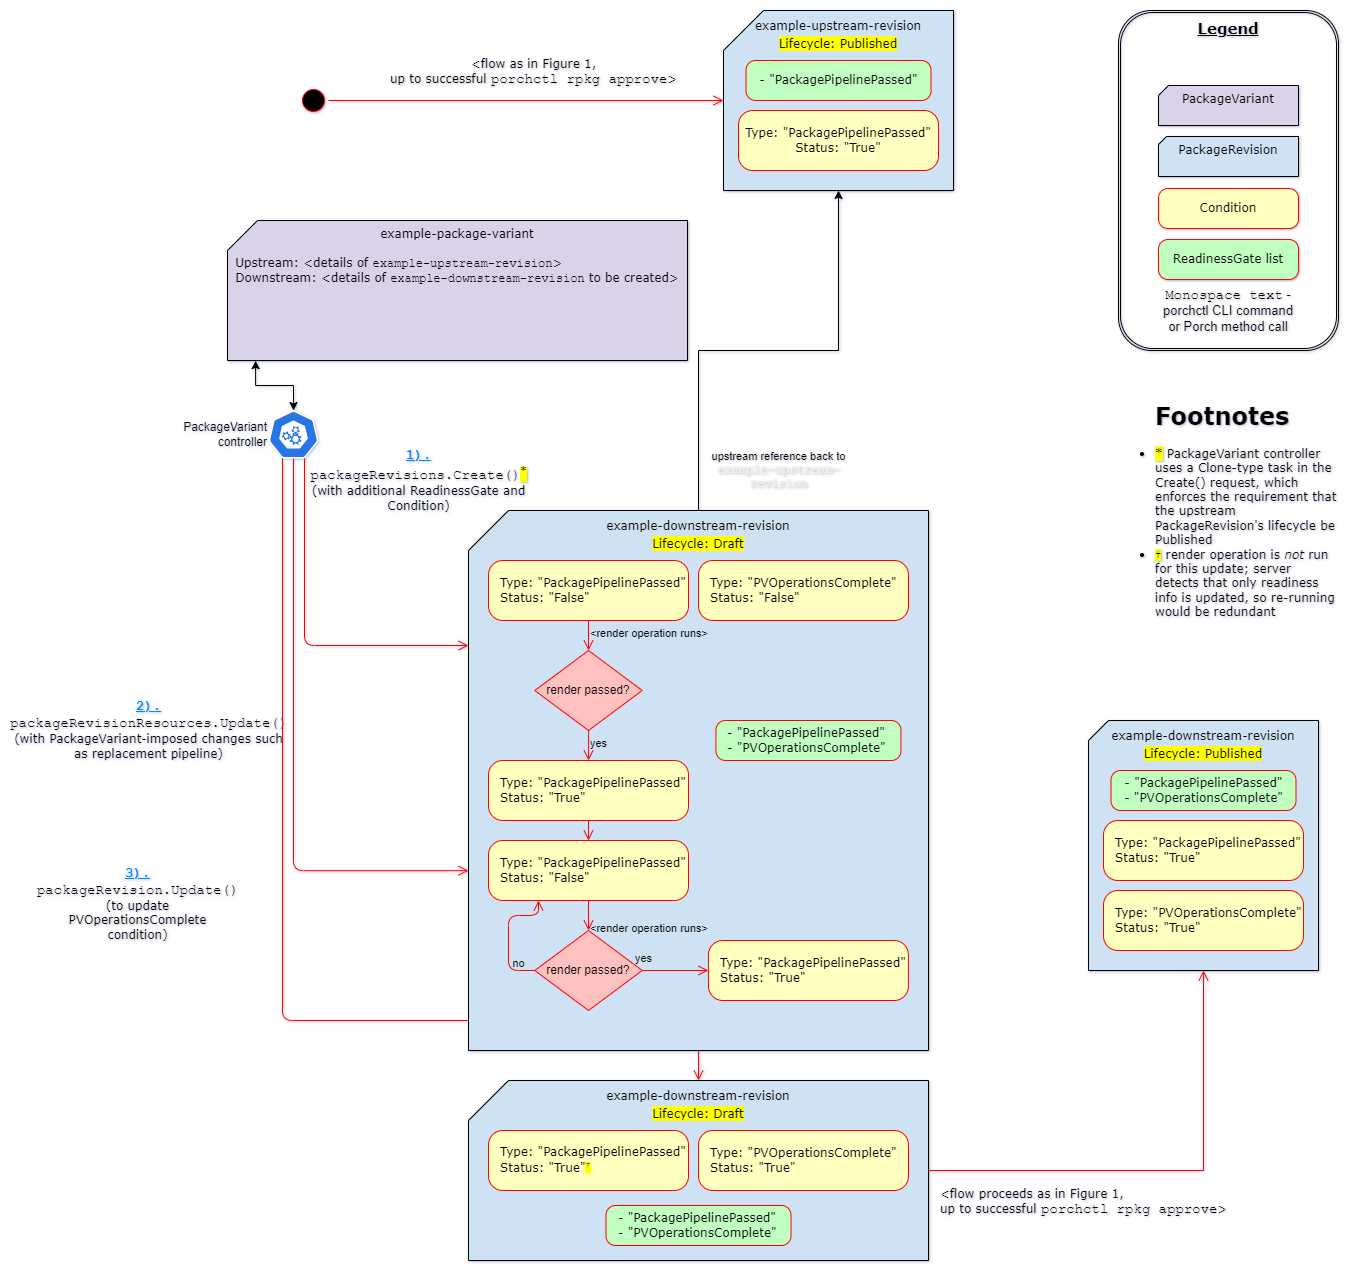 example-upstream-revision
Lifecycle: Published
- "PackagePipelinePassed"
Type: "PackagePipelinePassed"
Status: "True"
<flow as in Figure 1,
up to successful porchctl rpkg approve>
Legend
PackageVariant
PackageRevision
Condition
ReadinessGate list
Monospace text -
porchctl CLI command
or Porch method call
example-package-variant
Upstream: <details of example-upstream-revision>
Downstream: <details of example-downstream-revision to be created>
PackageVariant
controller
1).
packageRevisions.Create()*
(with additional ReadinessGate and
Condition)
upstream reference back to
example-upstream-
revision
Footnotes
• * PackageVariant controller
uses a Clone-type task in the
Create() request, which
enforces the requirement that
the upstream
PackageRevision's lifecycle be
Published
• † render operation is not run
for this update; server
detects that only readiness
info is updated, so re-running
would be redundant
example-downstream-revision
Lifecycle: Draft
Type: "PackagePipelinePassed"
Status: "False"
Type: "PVOperationsComplete"
Status: "False"
<render operation runs>
render passed?
yes
- "PackagePipelinePassed"
- "PVOperationsComplete"
Type: "PackagePipelinePassed"
Status: "True"
Type: "PackagePipelinePassed"
Status: "False"
<render operation runs>
render passed?
no
yes
Type: "PackagePipelinePassed"
Status: "True"
2).
packageRevisionResources.Update()
(with PackageVariant-imposed changes such
as replacement pipeline)
3).
packageRevision.Update()
(to update
PVOperationsComplete
condition)
example-downstream-revision
Lifecycle: Published
- "PackagePipelinePassed"
- "PVOperationsComplete"
Type: "PackagePipelinePassed"
Status: "True"
Type: "PVOperationsComplete"
Status: "True"
example-downstream-revision
Lifecycle: Draft
Type: "PackagePipelinePassed"
Status: "True"†
Type: "PVOperationsComplete"
Status: "True"
- "PackagePipelinePassed"
- "PVOperationsComplete"
<flow proceeds as in Figure 1,
up to successful porchctl rpkg approve>